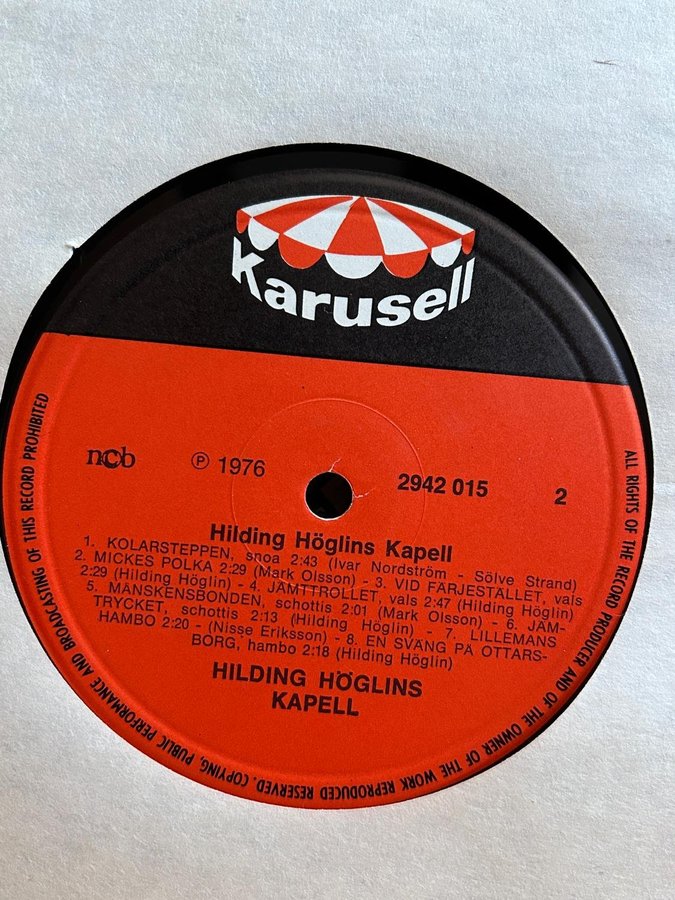 Karusell
ncb
℗ 1976
2942 015
2
Hilding Höglins Kapell
1. KOLARSTEPPEN, snoa 2:43 (Ivar Nordström - Sölve Strand)
2. MICKES POLKA 2:29 (Mark Olsson) - 3. VID FÄRJESTÄLLET, vals
2:29 (Hilding Höglin) - 4. JÄMTTROLLET, vals 2:47 (Hilding Höglin)
5. MÅNSKENSBONDEN, schottis 2:01 (Mark Olsson) - 6. JÄM-
TRYCKET, schottis 2:13 (Hilding Höglin) - 7. LILLEMANS
HAMBO 2:20 - (Nisse Eriksson) - 8. EN SVÄNG PÅ OTTARS-
BORG, hambo 2:18 (Hilding Höglin)
HILDING HÖGLINS
KAPELL
ALL RIGHTS OF THE RECORD PRODUCER AND OF THE OWNER OF THE WORK REPRODUCED RESERVED. COPYING, PUBLIC PERFORMANCE AND BROADCASTING OF THIS RECORD PROHIBITED